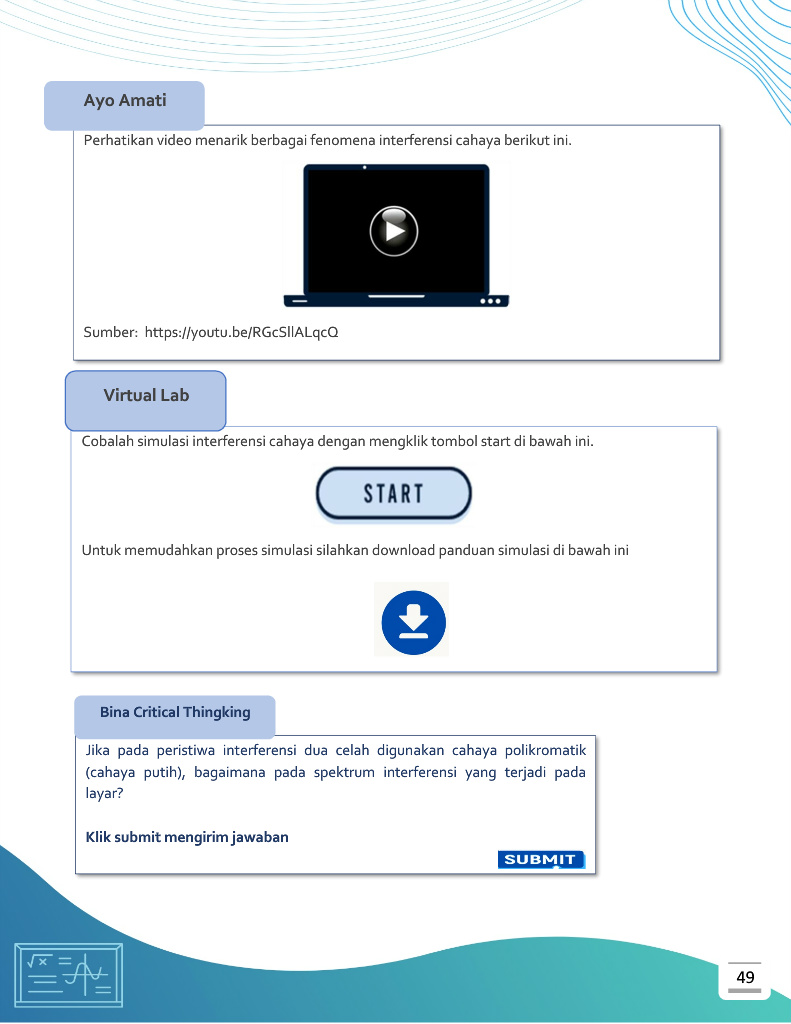 Ayo Amati
Perhatikan video menarik berbagai fenomena interferensi cahaya berikut ini.
Sumber: https://youtu.be/RGcSllALqcQ
Virtual Lab
Cobalah simulasi interferensi cahaya dengan mengklik tombol start di bawah ini.
START
Untuk memudahkan proses simulasi silahkan download panduan simulasi di bawah ini
Bina Critical Thingking
Jika pada peristiwa interferensi dua celah digunakan cahaya polikromatik
(cahaya putih), bagaimana pada spektrum interferensi yang terjadi pada
layar?
Klik submit mengirim jawaban
SUBMIT
√x
49